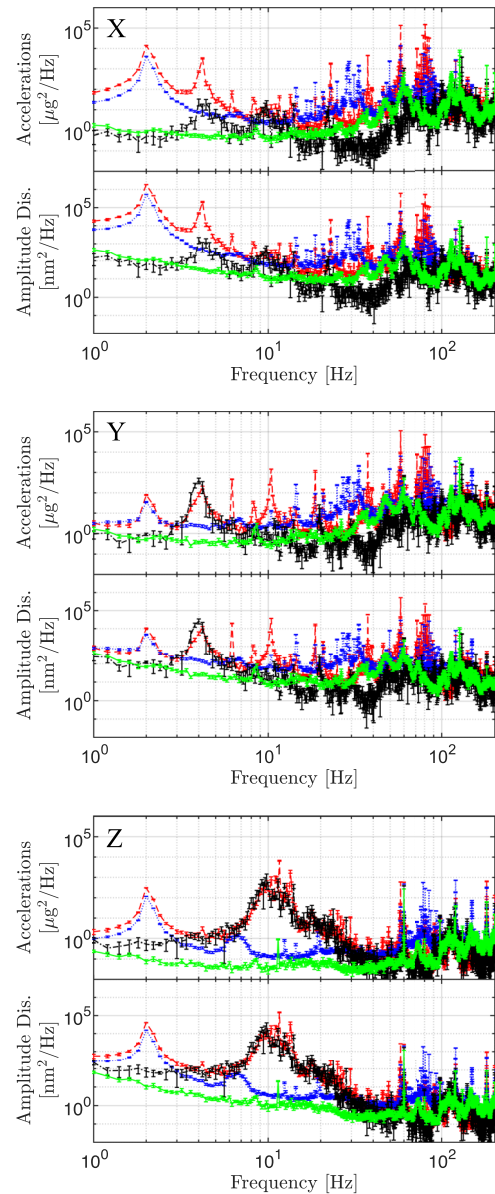 X
Accelerations
[μg²/Hz]
10⁵
10⁰
Amplitude Dis.
[nm²/Hz]
10⁵
10⁰
10⁰ 10¹ 10²
Frequency [Hz]
Y
Accelerations
[μg²/Hz]
10⁵
10⁰
Amplitude Dis.
[nm²/Hz]
10⁵
10⁰
10⁰ 10¹ 10²
Frequency [Hz]
Z
Accelerations
[μg²/Hz]
10⁵
10⁰
Amplitude Dis.
[nm²/Hz]
10⁵
10⁰
10⁰ 10¹ 10²
Frequency [Hz]